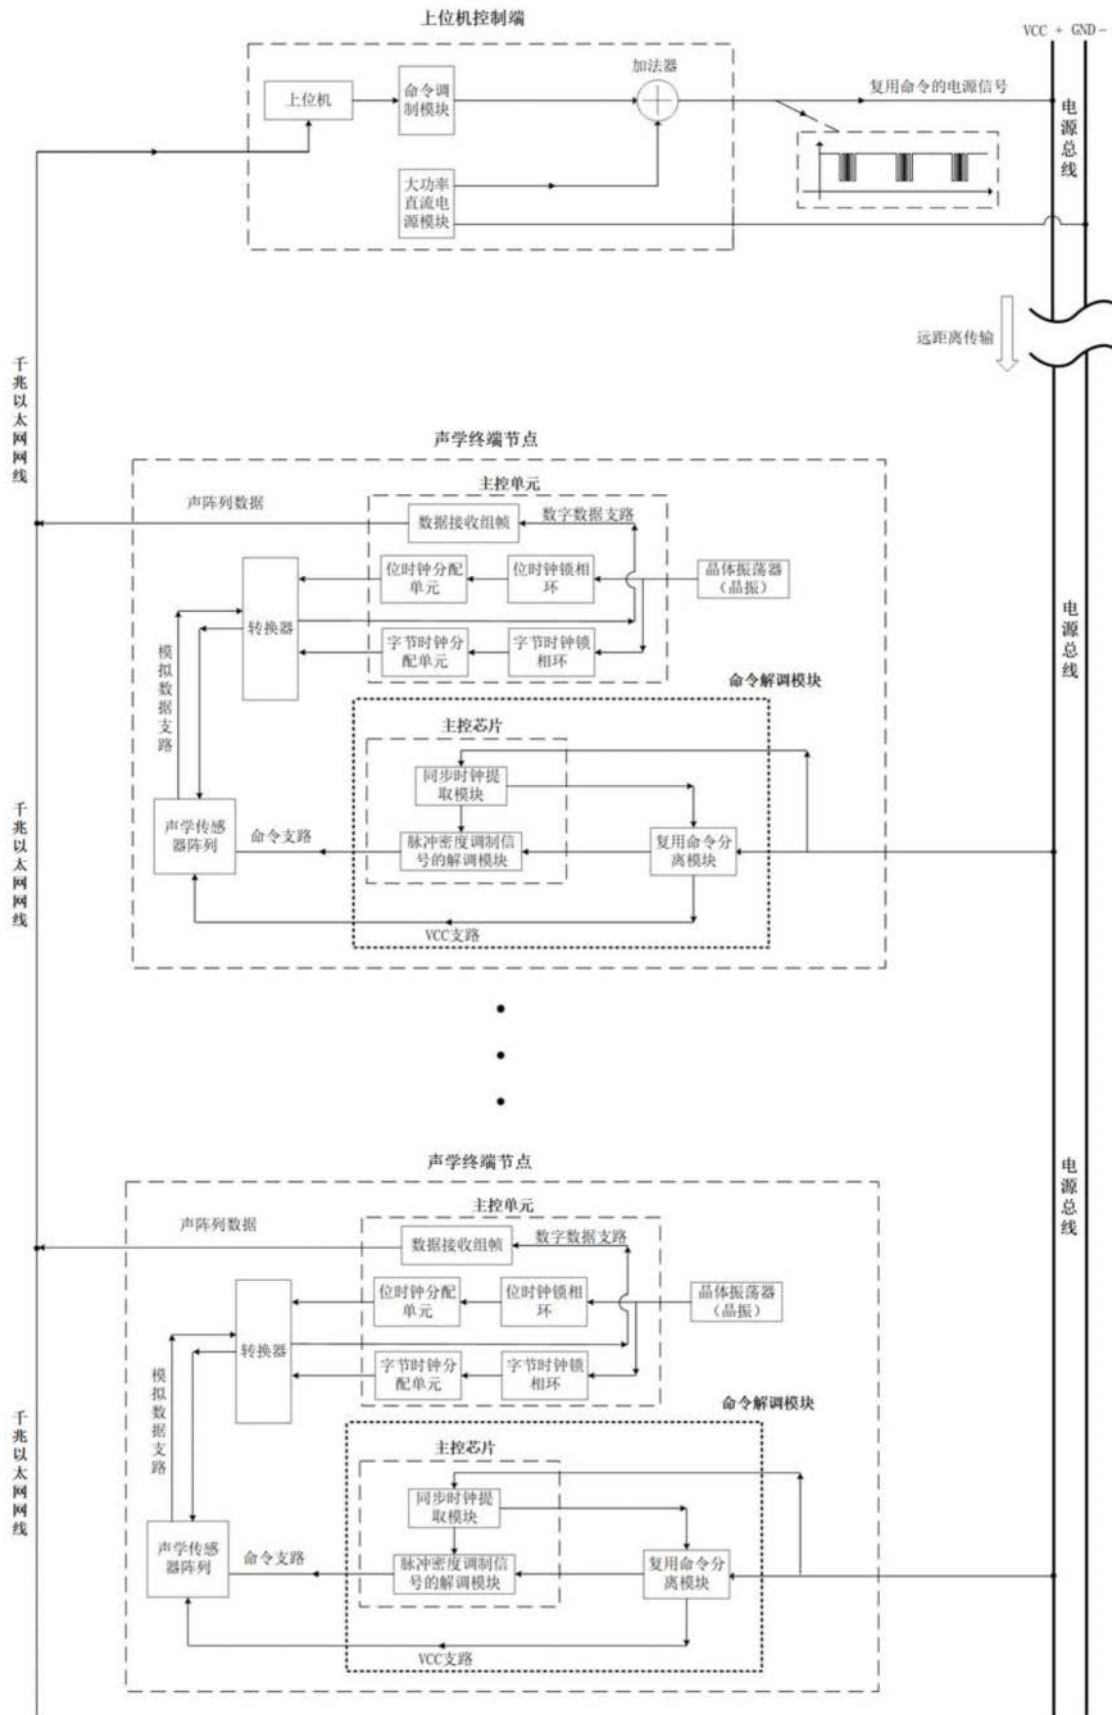 上位机控制端
VCC + GND-
上位机
命令调
制模块
加法器
复用命令的电源信号
电源总线
大功率
直流电
源模块
远距离传输
千兆以太网网线
声学终端节点
主控单元
声阵列数据
数据接收组帧
数字数据支路
位时钟分配
单元
位时钟锁相
环
晶体振荡器
(晶振)
转换器
字节时钟分
配单元
字节时钟锁
相环
电源总线
模拟数据支路
命令解调模块
主控芯片
同步时钟提
取模块
千兆以太网网线
声学传感
器阵列
命令支路
脉冲密度调制信
号的解调模块
复用命令分
离模块
VCC支路
声学终端节点
电源总线
主控单元
声阵列数据
数据接收组帧
数字数据支路
位时钟分配
单元
位时钟锁相
环
晶体振荡器
(晶振)
转换器
字节时钟分
配单元
字节时钟锁
相环
模拟数据支路
命令解调模块
千兆以太网网线
主控芯片
同步时钟提
取模块
声学传感
器阵列
命令支路
脉冲密度调制信
号的解调模块
复用命令分
离模块
VCC支路